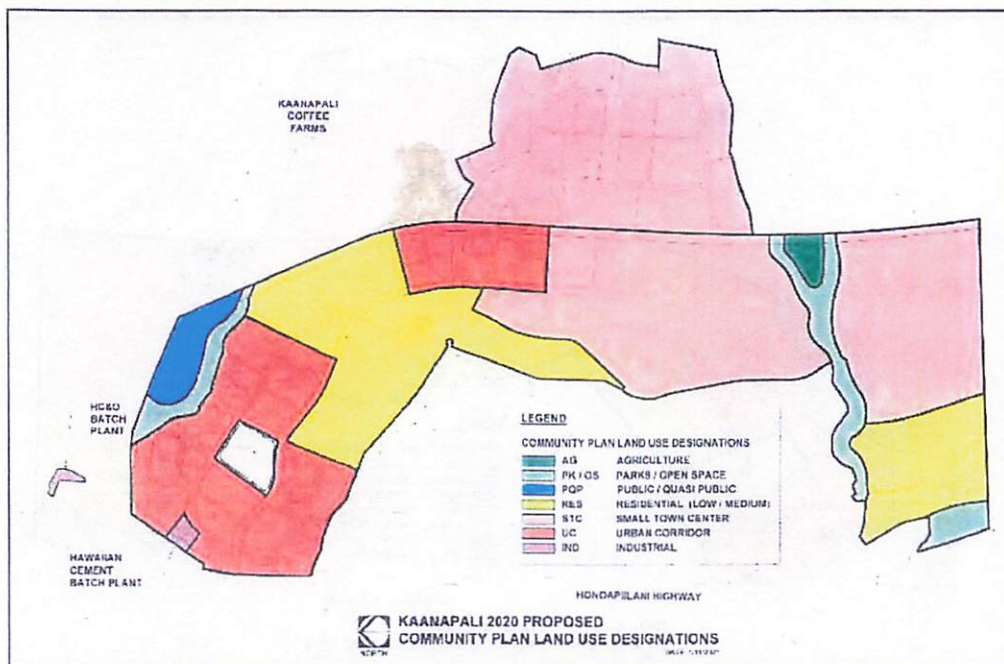 KAANAPALI
COFFEE
FARMS
HC&D
BATCH
PLANT
HAWAIIAN
CEMENT
BATCH PLANT
LEGEND
COMMUNITY PLAN LAND USE DESIGNATIONS
AG AGRICULTURE
PK / OS PARKS / OPEN SPACE
PQP PUBLIC / QUASI PUBLIC
RES RESIDENTIAL (LOW / MEDIUM)
STC SMALL TOWN CENTER
UC URBAN CORRIDOR
IND INDUSTRIAL
HONOAPIILANI HIGHWAY
KAANAPALI 2020 PROPOSED
COMMUNITY PLAN LAND USE DESIGNATIONS
NORTH